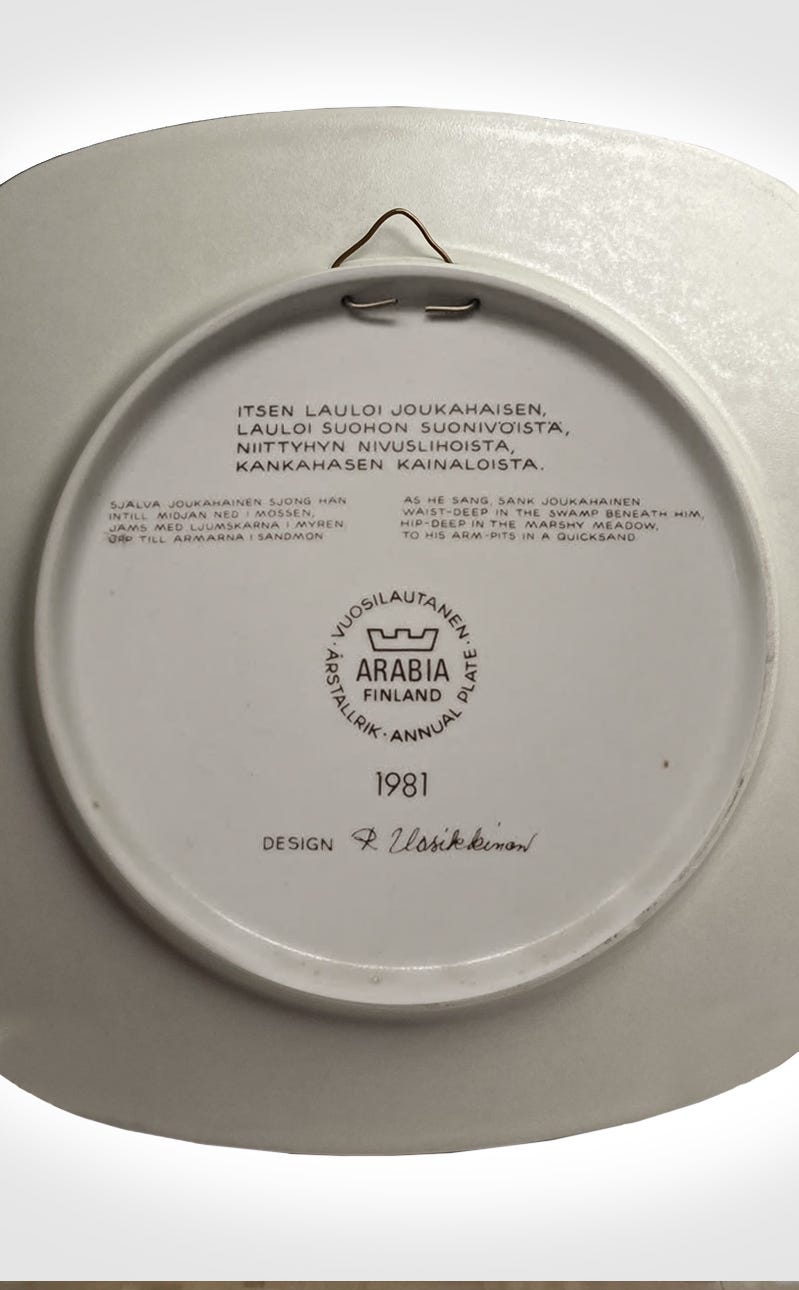 ITSEN LAULOI JOUKAHAISEN,
LAULOI SUOHON SUONIVÖISTÄ,
NIITTYHYN NIVUSLIHOISTA,
KANKAHASEN KAINALOISTA.
SJÄLVA JOUKAHAINEN SJÖNG HAN
INTILL MIDJAN NED I MOSSEN,
JÄMS MED LJUMSKARNA I MYREN
UPP TILL ARMARNA I SANDMON
AS HE SANG, SANK JOUKAHAINEN
WAIST-DEEP IN THE SWAMP BENEATH HIM,
HIP-DEEP IN THE MARSHY MEADOW,
TO HIS ARM-PITS IN A QUICKSAND
· VUOSILAUTANEN ·
ARABIA
FINLAND
ÅRSTALLRIK · ANNUAL PLATE
1981
DESIGN R Uosikkinen